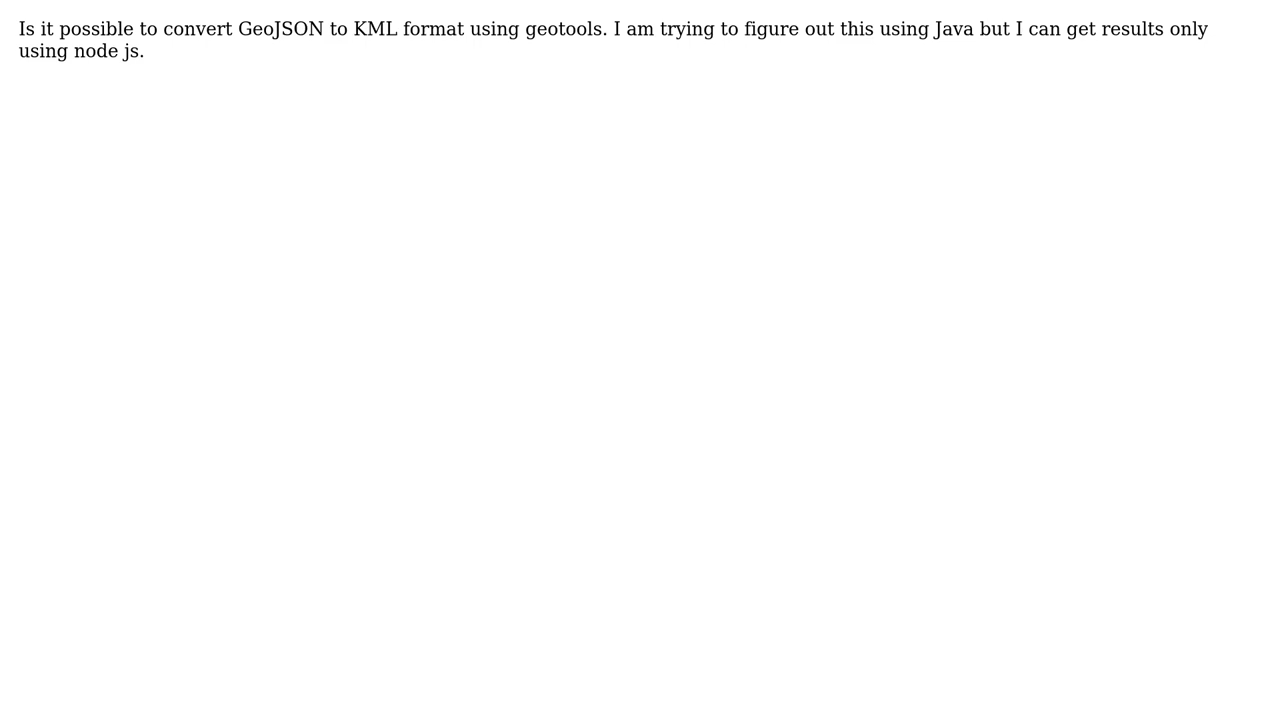 Is it possible to convert GeoJSON to KML format using geotools. I am trying to figure out this using Java but I can get results only
using node js.